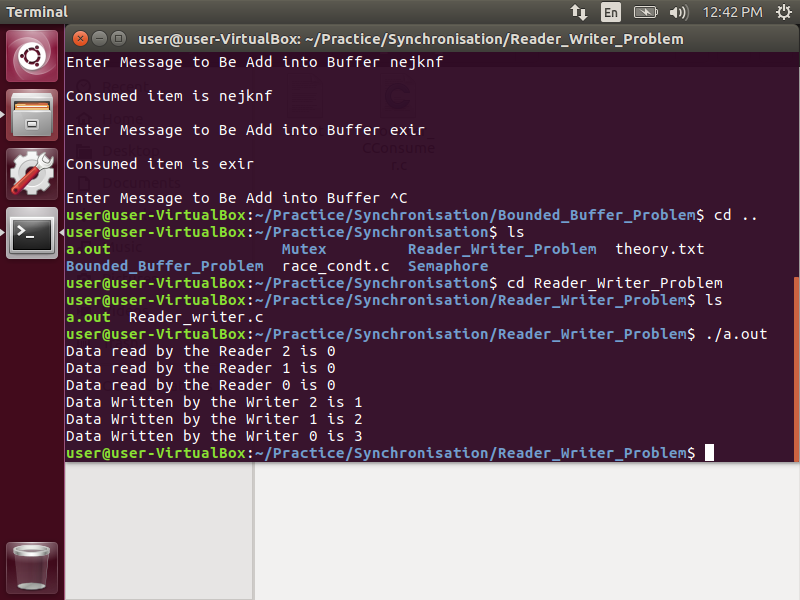 Terminal
En
12:42 PM
user@user-VirtualBox: ~/Practice/Synchronisation/Reader_Writer_Problem
Enter Message to Be Add into Buffer nejknf
Consumed item is nejknf
Enter Message to Be Add into Buffer exir
Consumed item is exir
Enter Message to Be Add into Buffer ^C
user@user-VirtualBox:~/Practice/Synchronisation/Bounded_Buffer_Problem$ cd ..
user@user-VirtualBox:~/Practice/Synchronisation$ ls
a.out Mutex Reader_Writer_Problem theory.txt
Bounded_Buffer_Problem race_condt.c Semaphore
user@user-VirtualBox:~/Practice/Synchronisation$ cd Reader_Writer_Problem
user@user-VirtualBox:~/Practice/Synchronisation/Reader_Writer_Problem$ ls
a.out Reader_writer.c
user@user-VirtualBox:~/Practice/Synchronisation/Reader_Writer_Problem$ ./a.out
Data read by the Reader 2 is 0
Data read by the Reader 1 is 0
Data read by the Reader 0 is 0
Data Written by the Writer 2 is 1
Data Written by the Writer 1 is 2
Data Written by the Writer 0 is 3
user@user-VirtualBox:~/Practice/Synchronisation/Reader_Writer_Problem$